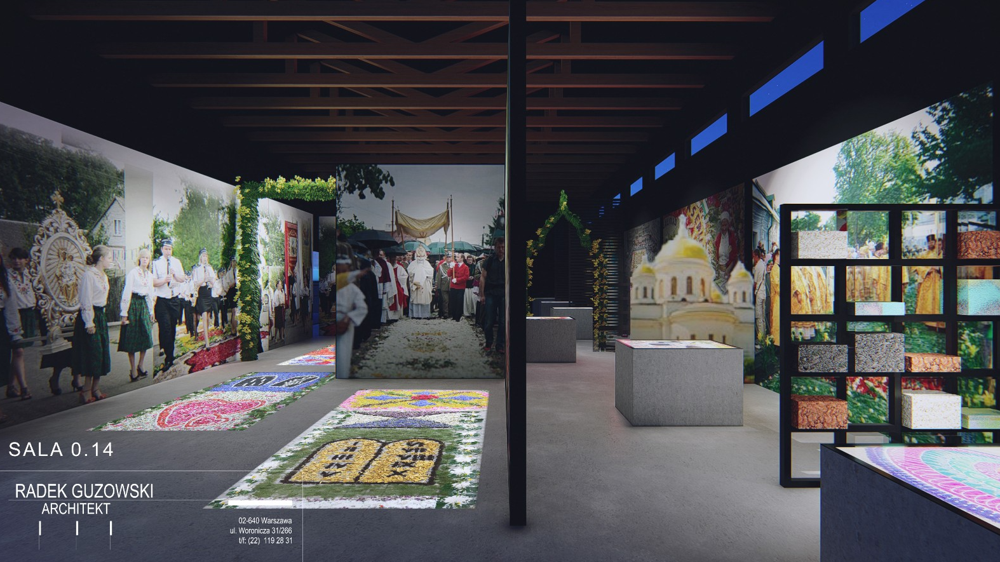 SALA 0.14
RADEK GUZOWSKI
ARCHITEKT
02-640 Warszawa
ul. Woronicza 31/266
t/f: (22) 119 28 31